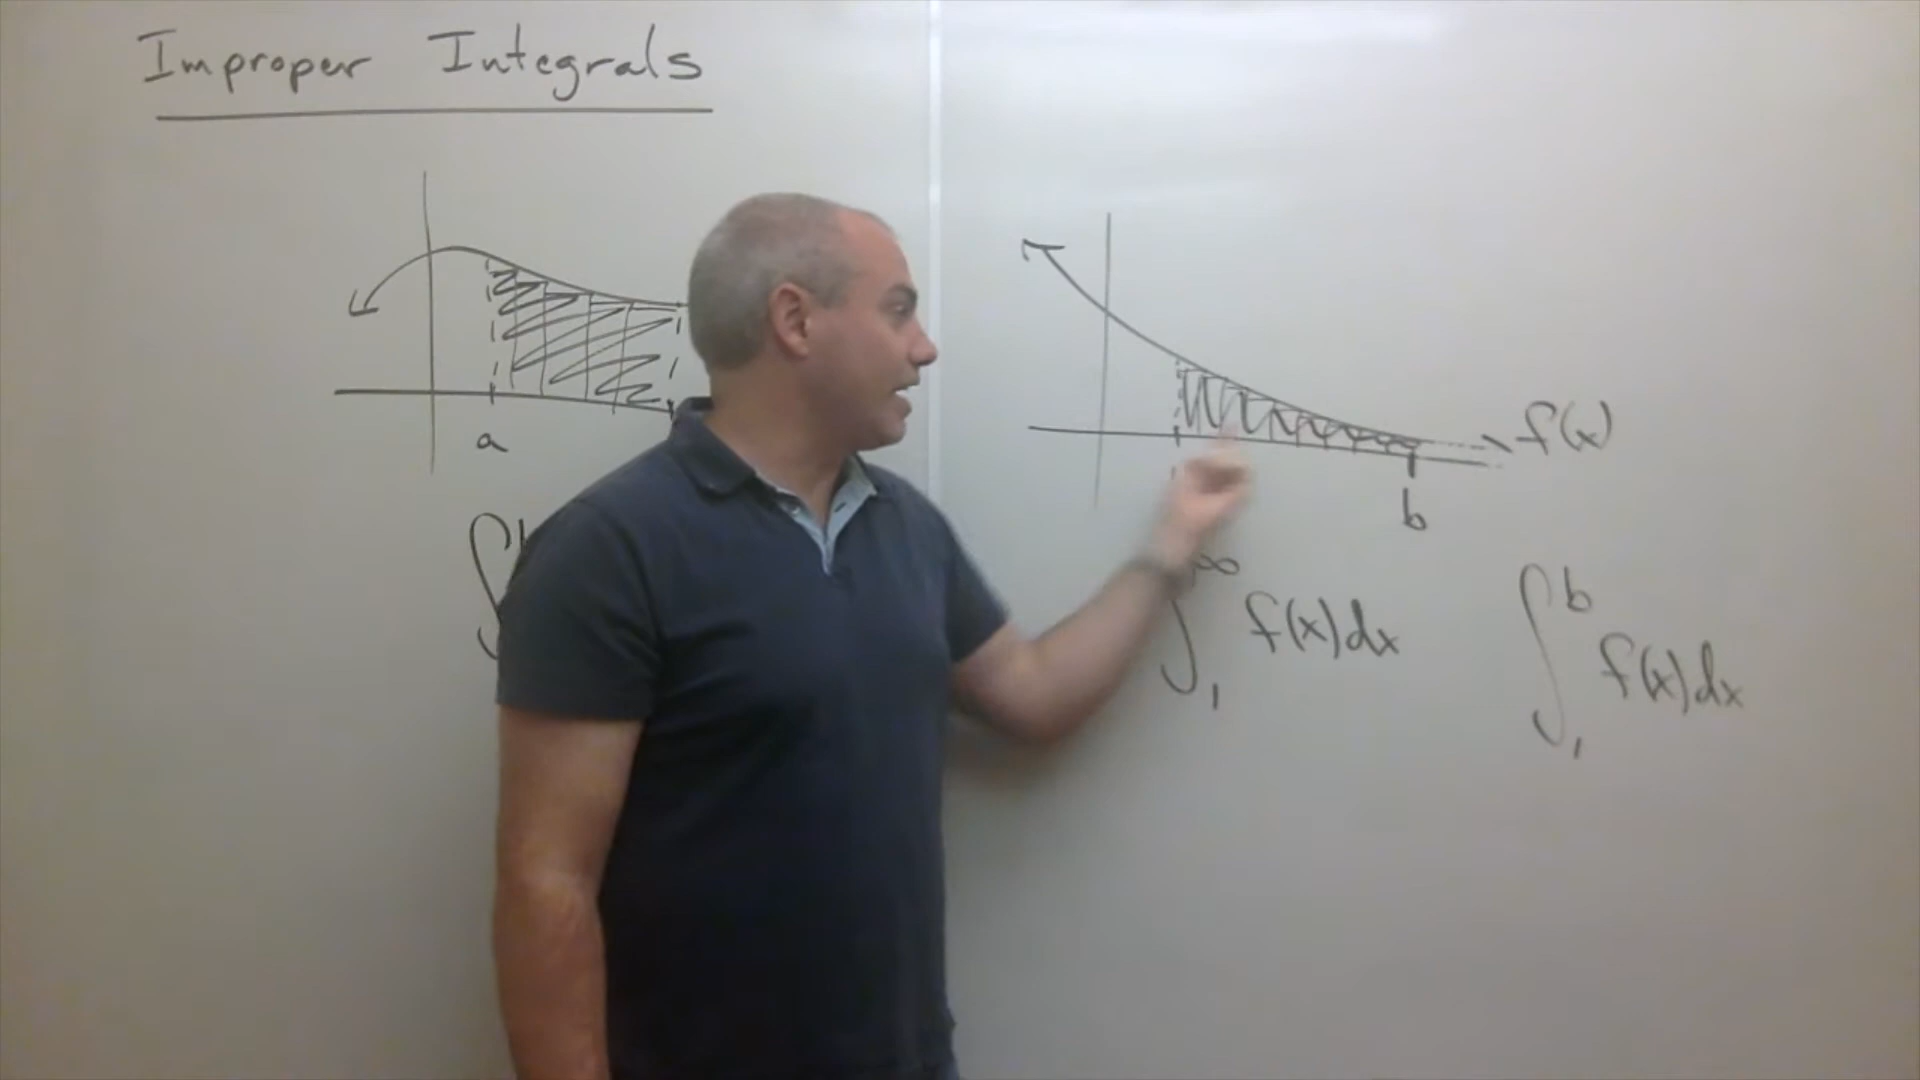 Improper Integrals
a
f(x)
b
∫₁^∞ f(x)dx
∫₁^b f(x)dx